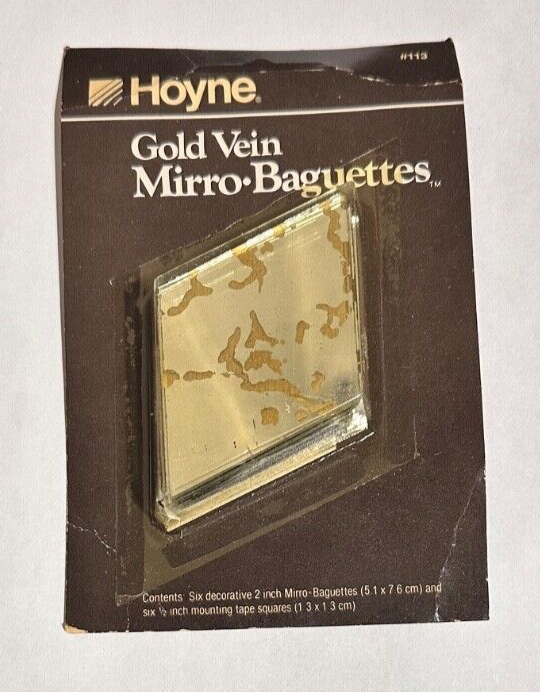 #113
Hoyne®
Gold Vein
Mirro•Baguettes™
Contents: Six decorative 2 inch Mirro-Baguettes (5.1 x 7.6 cm) and
six ½ inch mounting tape squares (1.3 x 1.3 cm)